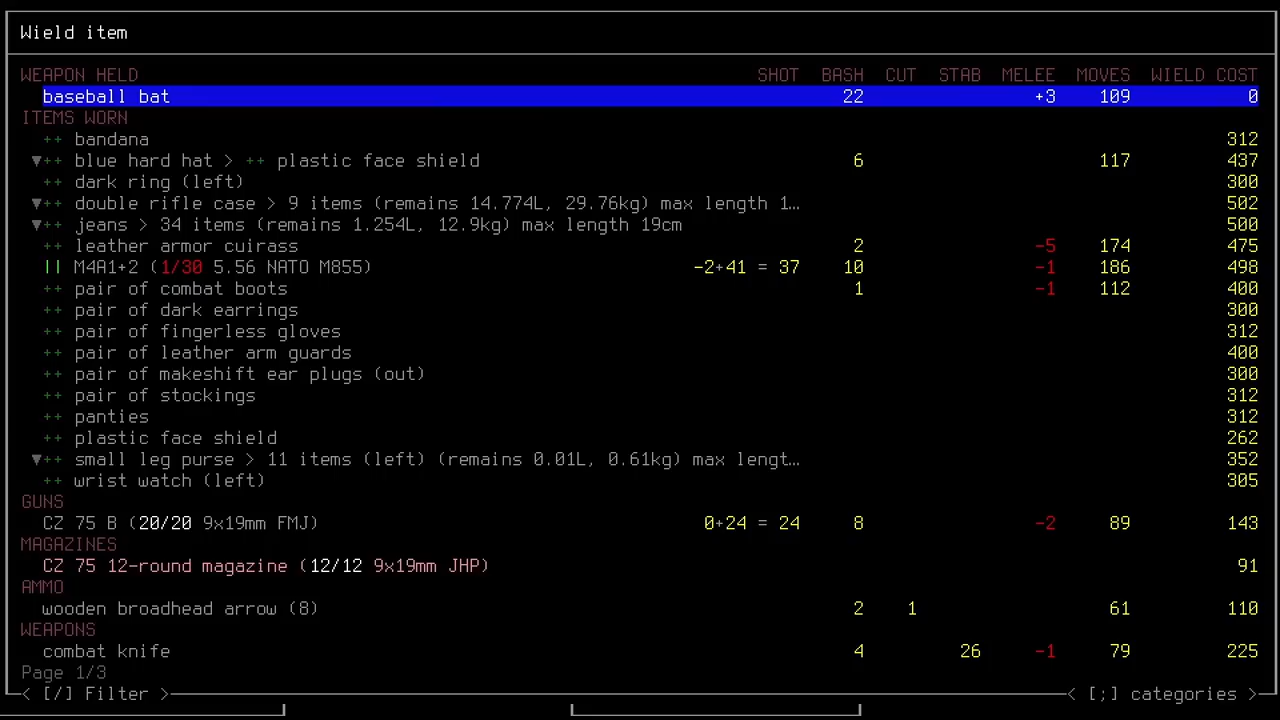 Wield item
WEAPON HELD SHOT BASH CUT STAB MELEE MOVES WIELD COST
baseball bat 22 +3 109 0
ITEMS WORN
++ bandana 312
▼++ blue hard hat > ++ plastic face shield 6 117 437
++ dark ring (left) 300
▼++ double rifle case > 9 items (remains 14.774L, 29.76kg) max length 1… 502
▼++ jeans > 34 items (remains 1.254L, 12.9kg) max length 19cm 500
++ leather armor cuirass 2 -5 174 475
|| M4A1+2 (1/30 5.56 NATO M855) -2+41 = 37 10 -1 186 498
++ pair of combat boots 1 -1 112 400
++ pair of dark earrings 300
++ pair of fingerless gloves 312
++ pair of leather arm guards 400
++ pair of makeshift ear plugs (out) 300
++ pair of stockings 312
++ panties 312
++ plastic face shield 262
▼++ small leg purse > 11 items (left) (remains 0.01L, 0.61kg) max lengt… 352
++ wrist watch (left) 305
GUNS
CZ 75 B (20/20 9x19mm FMJ) 0+24 = 24 8 -2 89 143
MAGAZINES
CZ 75 12-round magazine (12/12 9x19mm JHP) 91
AMMO
wooden broadhead arrow (8) 2 1 61 110
WEAPONS
combat knife 4 26 -1 79 225
Page 1/3
< [/] Filter > < [;] categories >